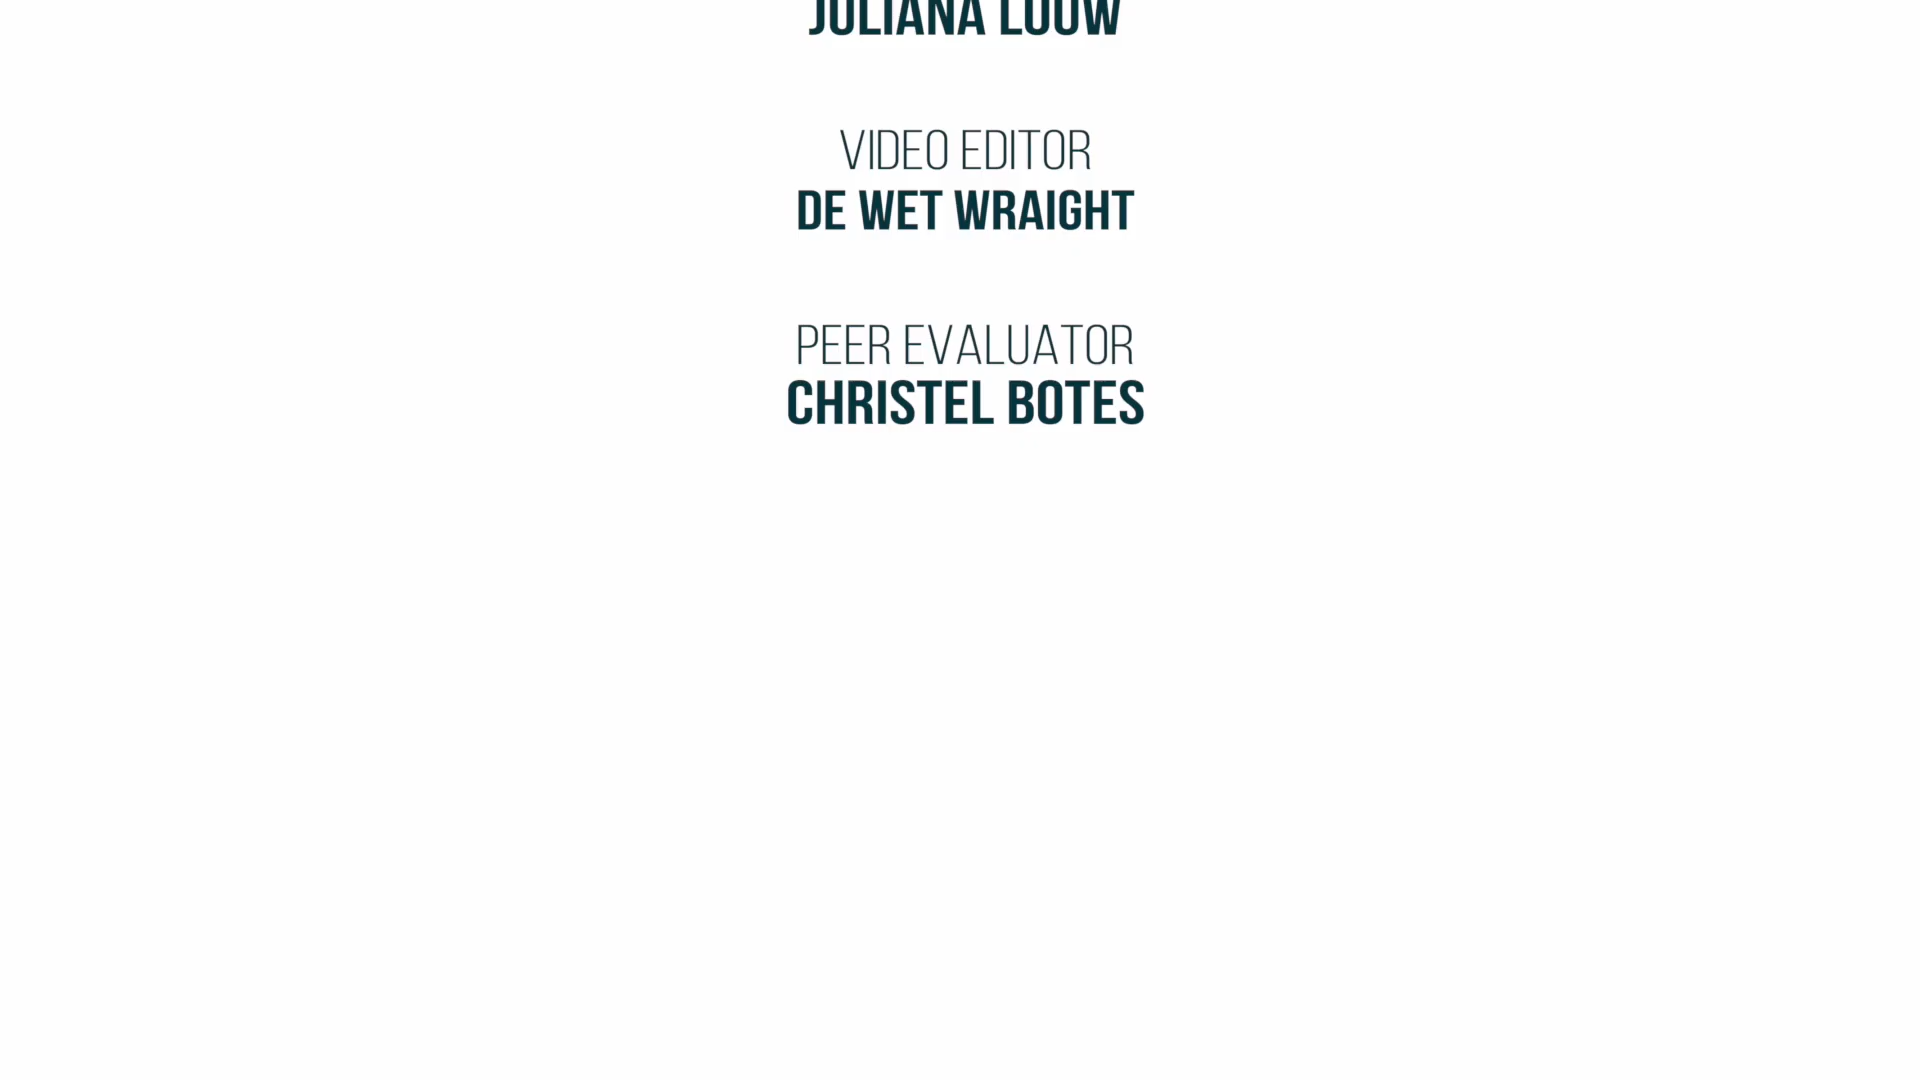 JULIANA LOUW
VIDEO EDITOR
DE WET WRAIGHT
PEER EVALUATOR
CHRISTEL BOTES